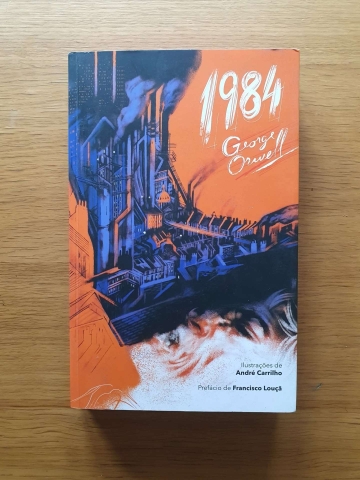 1984
George
Orwell
Ilustrações de
André Carrilho
Prefácio de Francisco Louçã